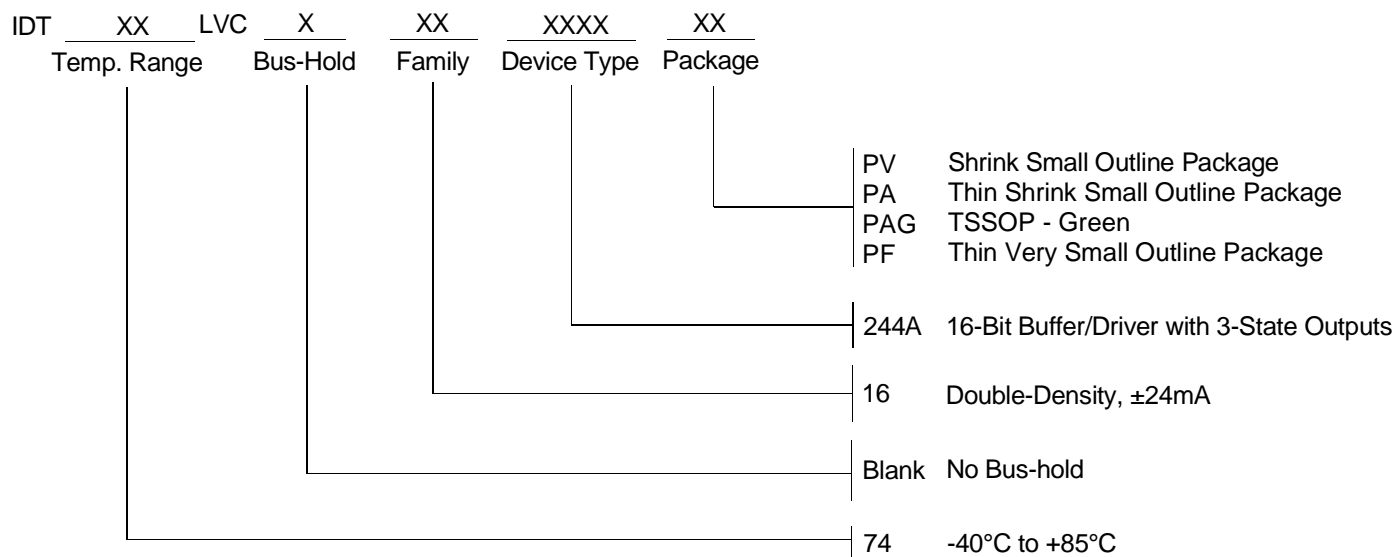 IDT XX LVC X XX XXXX XX
Temp. Range Bus-Hold Family Device Type Package
PV Shrink Small Outline Package
PA Thin Shrink Small Outline Package
PAG TSSOP - Green
PF Thin Very Small Outline Package
244A 16-Bit Buffer/Driver with 3-State Outputs
16 Double-Density, ±24mA
Blank No Bus-hold
74 -40°C to +85°C